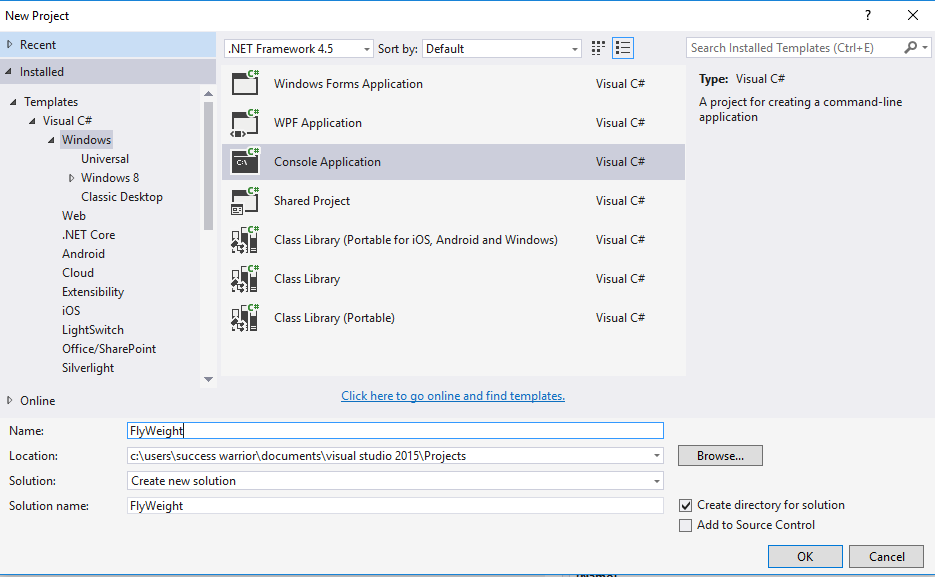 New Project
? 
Recent
Installed
Templates
Visual C#
Windows
Universal
Windows 8
Classic Desktop
Web
.NET Core
Android
Cloud
Extensibility
iOS
LightSwitch
Office/SharePoint
Silverlight
Online
.NET Framework 4.5 Sort by: Default
Windows Forms Application Visual C#
WPF Application Visual C#
Console Application Visual C#
Shared Project Visual C#
Class Library (Portable for iOS, Android and Windows) Visual C#
Class Library Visual C#
Class Library (Portable) Visual C#
Click here to go online and find templates.
Search Installed Templates (Ctrl+E)
Type: Visual C#
A project for creating a command-line
application
Name: FlyWeight
Location: c:\users\success warrior\documents\visual studio 2015\Projects Browse...
Solution: Create new solution
Solution name: FlyWeight
Create directory for solution
Add to Source Control
OK Cancel